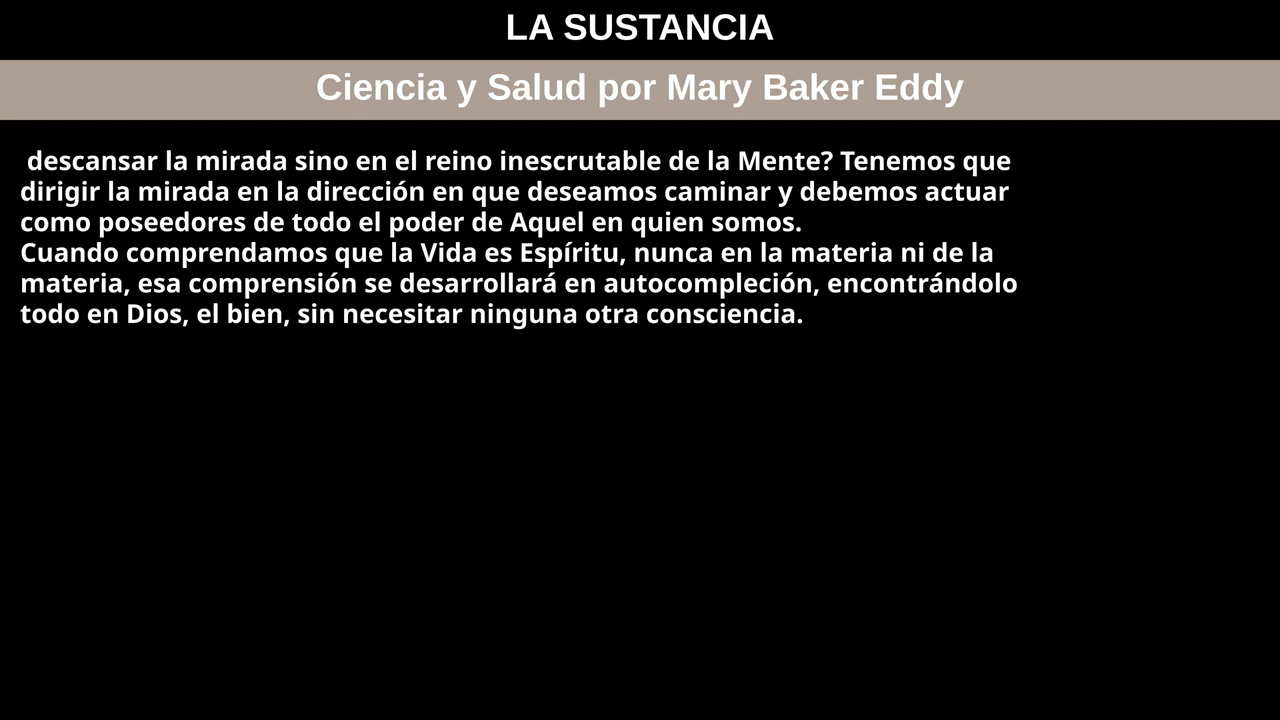 LA SUSTANCIA
Ciencia y Salud por Mary Baker Eddy
descansar la mirada sino en el reino inescrutable de la Mente? Tenemos que
dirigir la mirada en la dirección en que deseamos caminar y debemos actuar
como poseedores de todo el poder de Aquel en quien somos.
Cuando comprendamos que la Vida es Espíritu, nunca en la materia ni de la
materia, esa comprensión se desarrollará en autocompleción, encontrándolo
todo en Dios, el bien, sin necesitar ninguna otra consciencia.